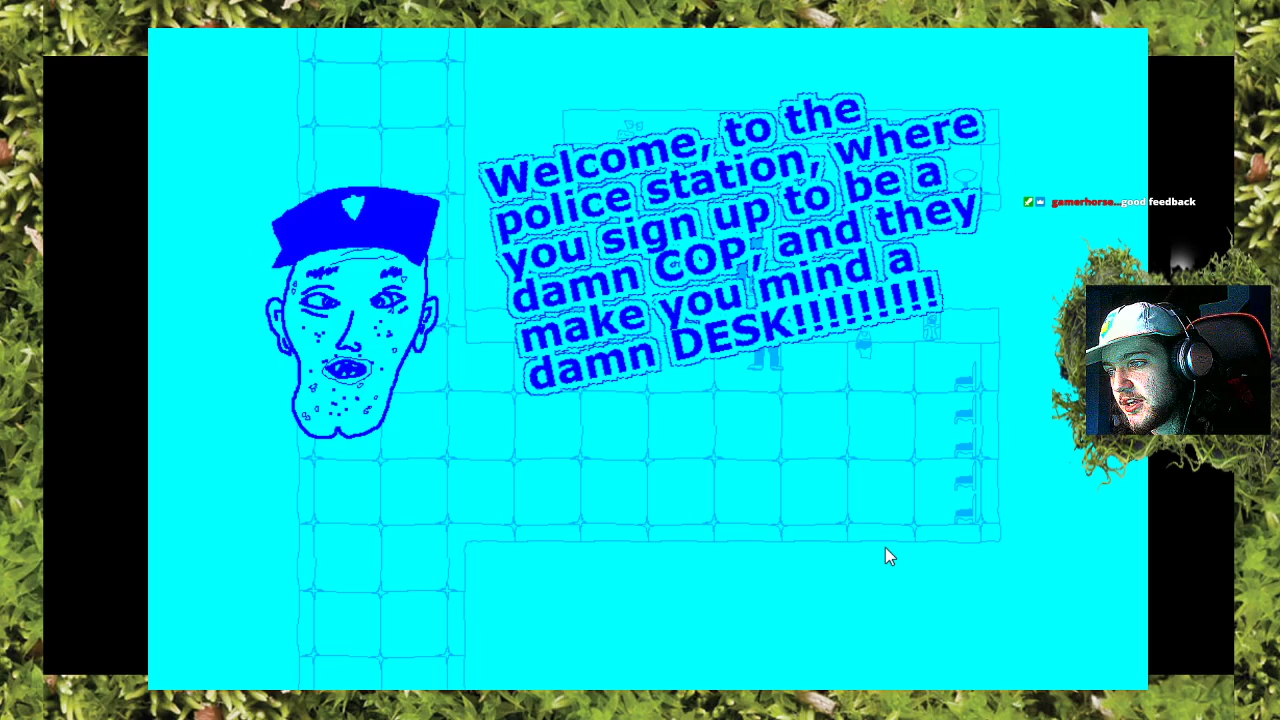 Welcome, to the
police station, where
you sign up to be a
damn COP, and they
make you mind a
damn DESK!!!!!!!!!
gamerhorse... good feedback